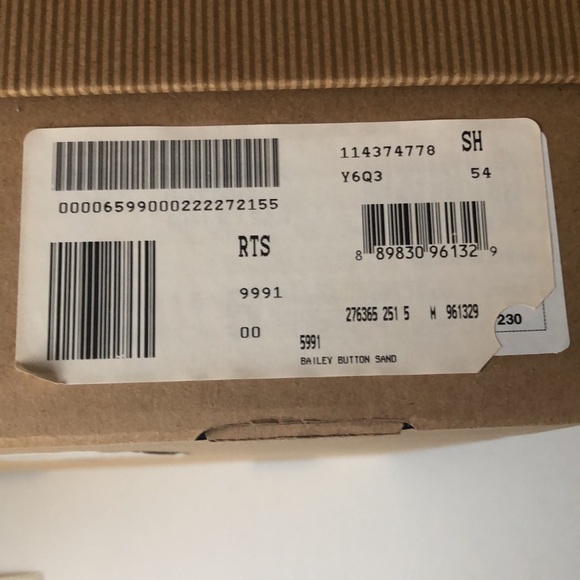 114374778 SH
Y6Q3 54
00006599000222272155
8 89830 96132 9
RTS
9991
276365 251 5 M 961329
230
00
5991
BAILEY BUTTON SAND